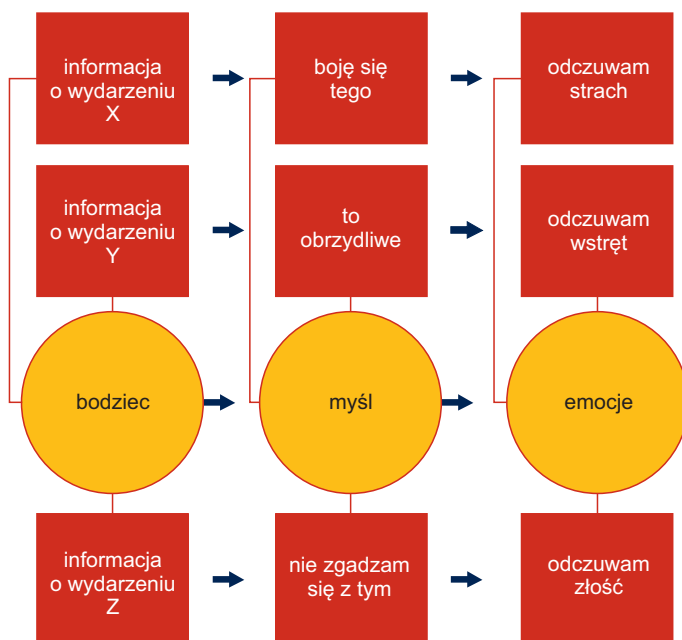 informacja
o wydarzeniu
X
boję się
tego
odczuwam
strach
informacja
o wydarzeniu
Y
to
obrzydliwe
odczuwam
wstręt
bodziec
myśl
emocje
informacja
o wydarzeniu
Z
nie zgadzam
się z tym
odczuwam
złość